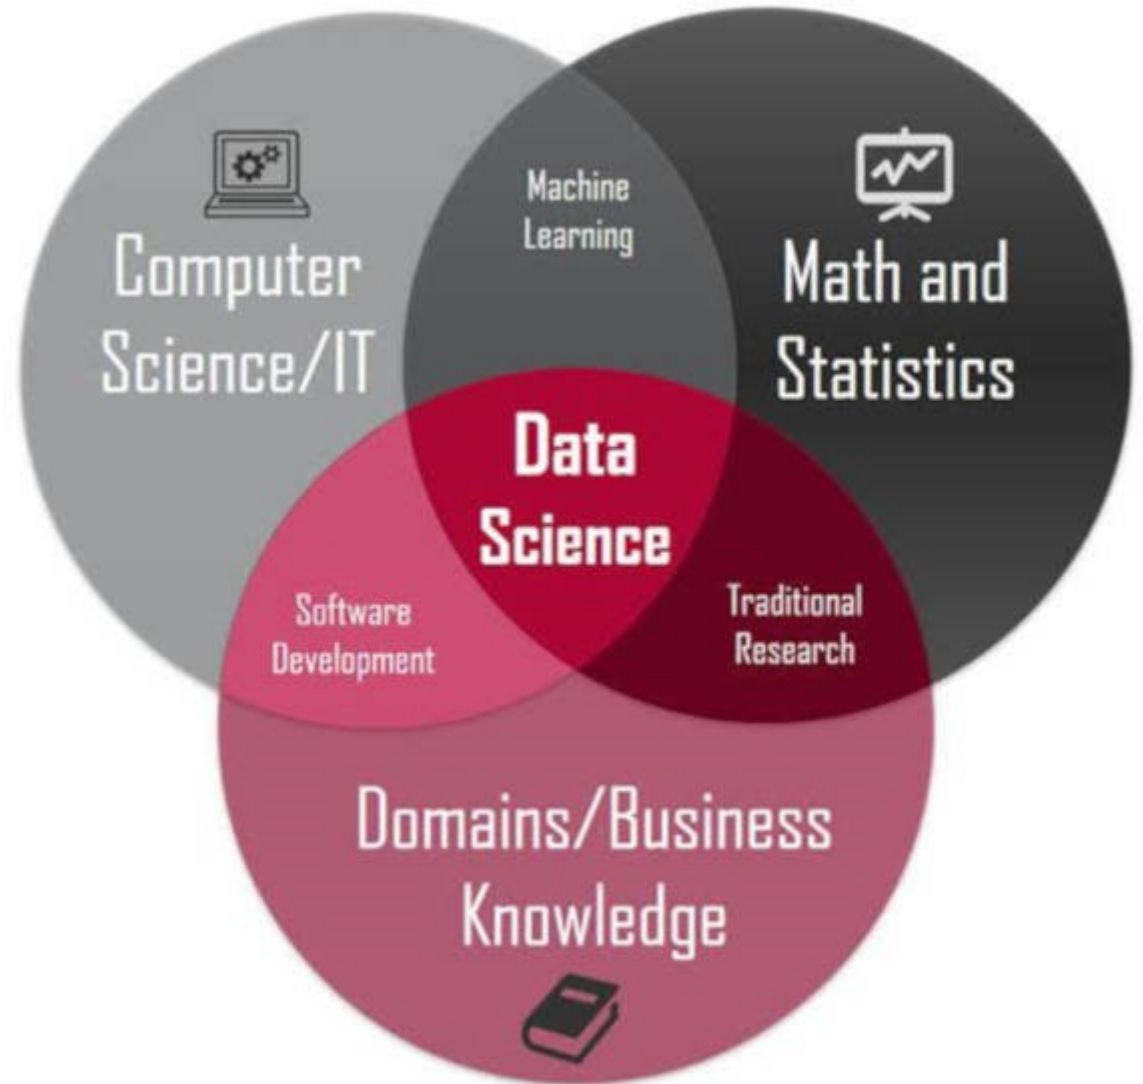 Machine
Learning
Computer
Science/IT
Math and
Statistics
Data
Science
Software
Development
Traditional
Research
Domains/Business
Knowledge